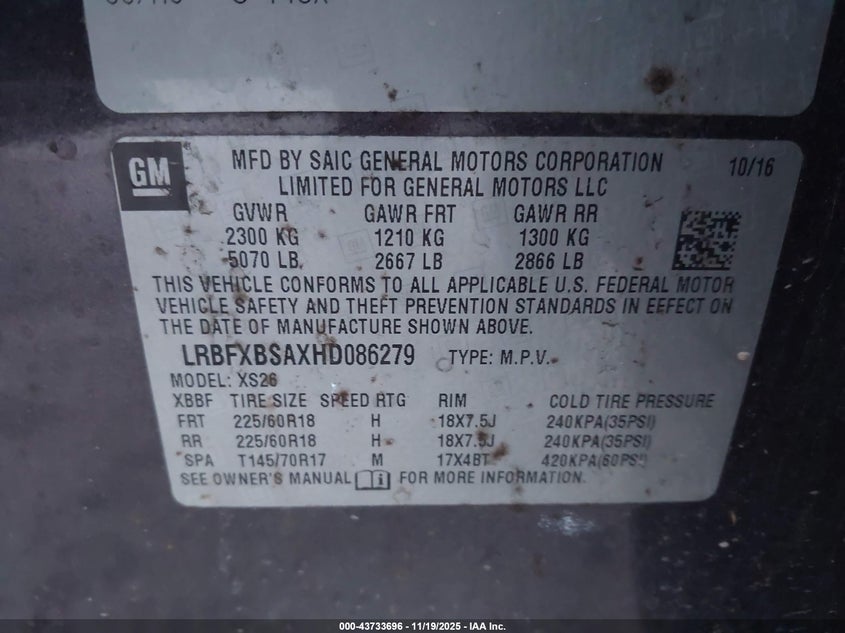 GM
MFD BY SAIC GENERAL MOTORS CORPORATION 10/16
LIMITED FOR GENERAL MOTORS LLC
GVWR GAWR FRT GAWR RR
2300 KG 1210 KG 1300 KG
5070 LB 2667 LB 2866 LB
THIS VEHICLE CONFORMS TO ALL APPLICABLE U.S. FEDERAL MOTOR
VEHICLE SAFETY AND THEFT PREVENTION STANDARDS IN EFFECT ON
THE DATE OF MANUFACTURE SHOWN ABOVE.
LRBFXBSAXHD086279 TYPE: M.P.V.
MODEL: XS26
XBBF TIRE SIZE SPEED RTG RIM COLD TIRE PRESSURE
FRT 225/60R18 H 18X7.5J 240KPA(35PSI)
RR 225/60R18 H 18X7.5J 240KPA(35PSI)
SPA T145/70R17 M 17X4BT 420KPA(60PSI)
SEE OWNER'S MANUAL FOR MORE INFORMATION.
000-43733696 - 11/19/2025 - IAA Inc.